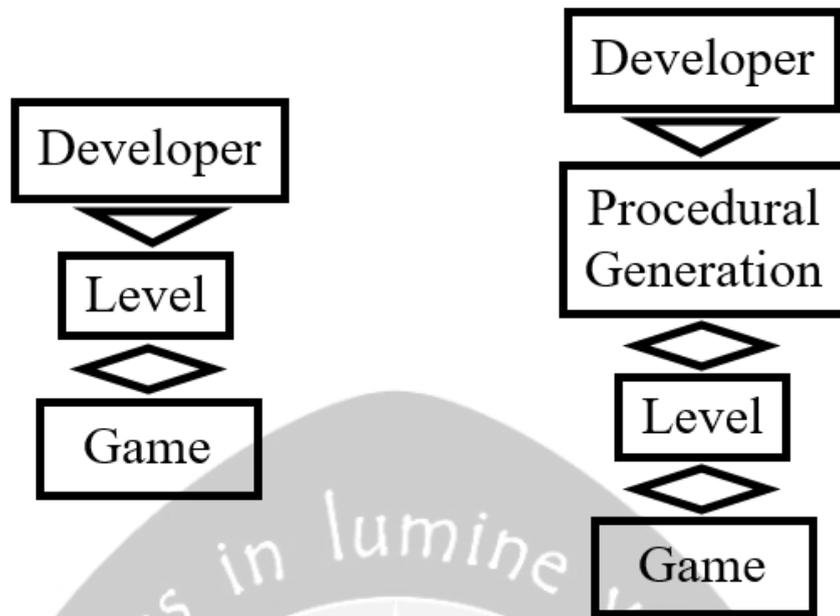 Developer
Level
Game
Developer
Procedural
Generation
Level
Game
in lumine